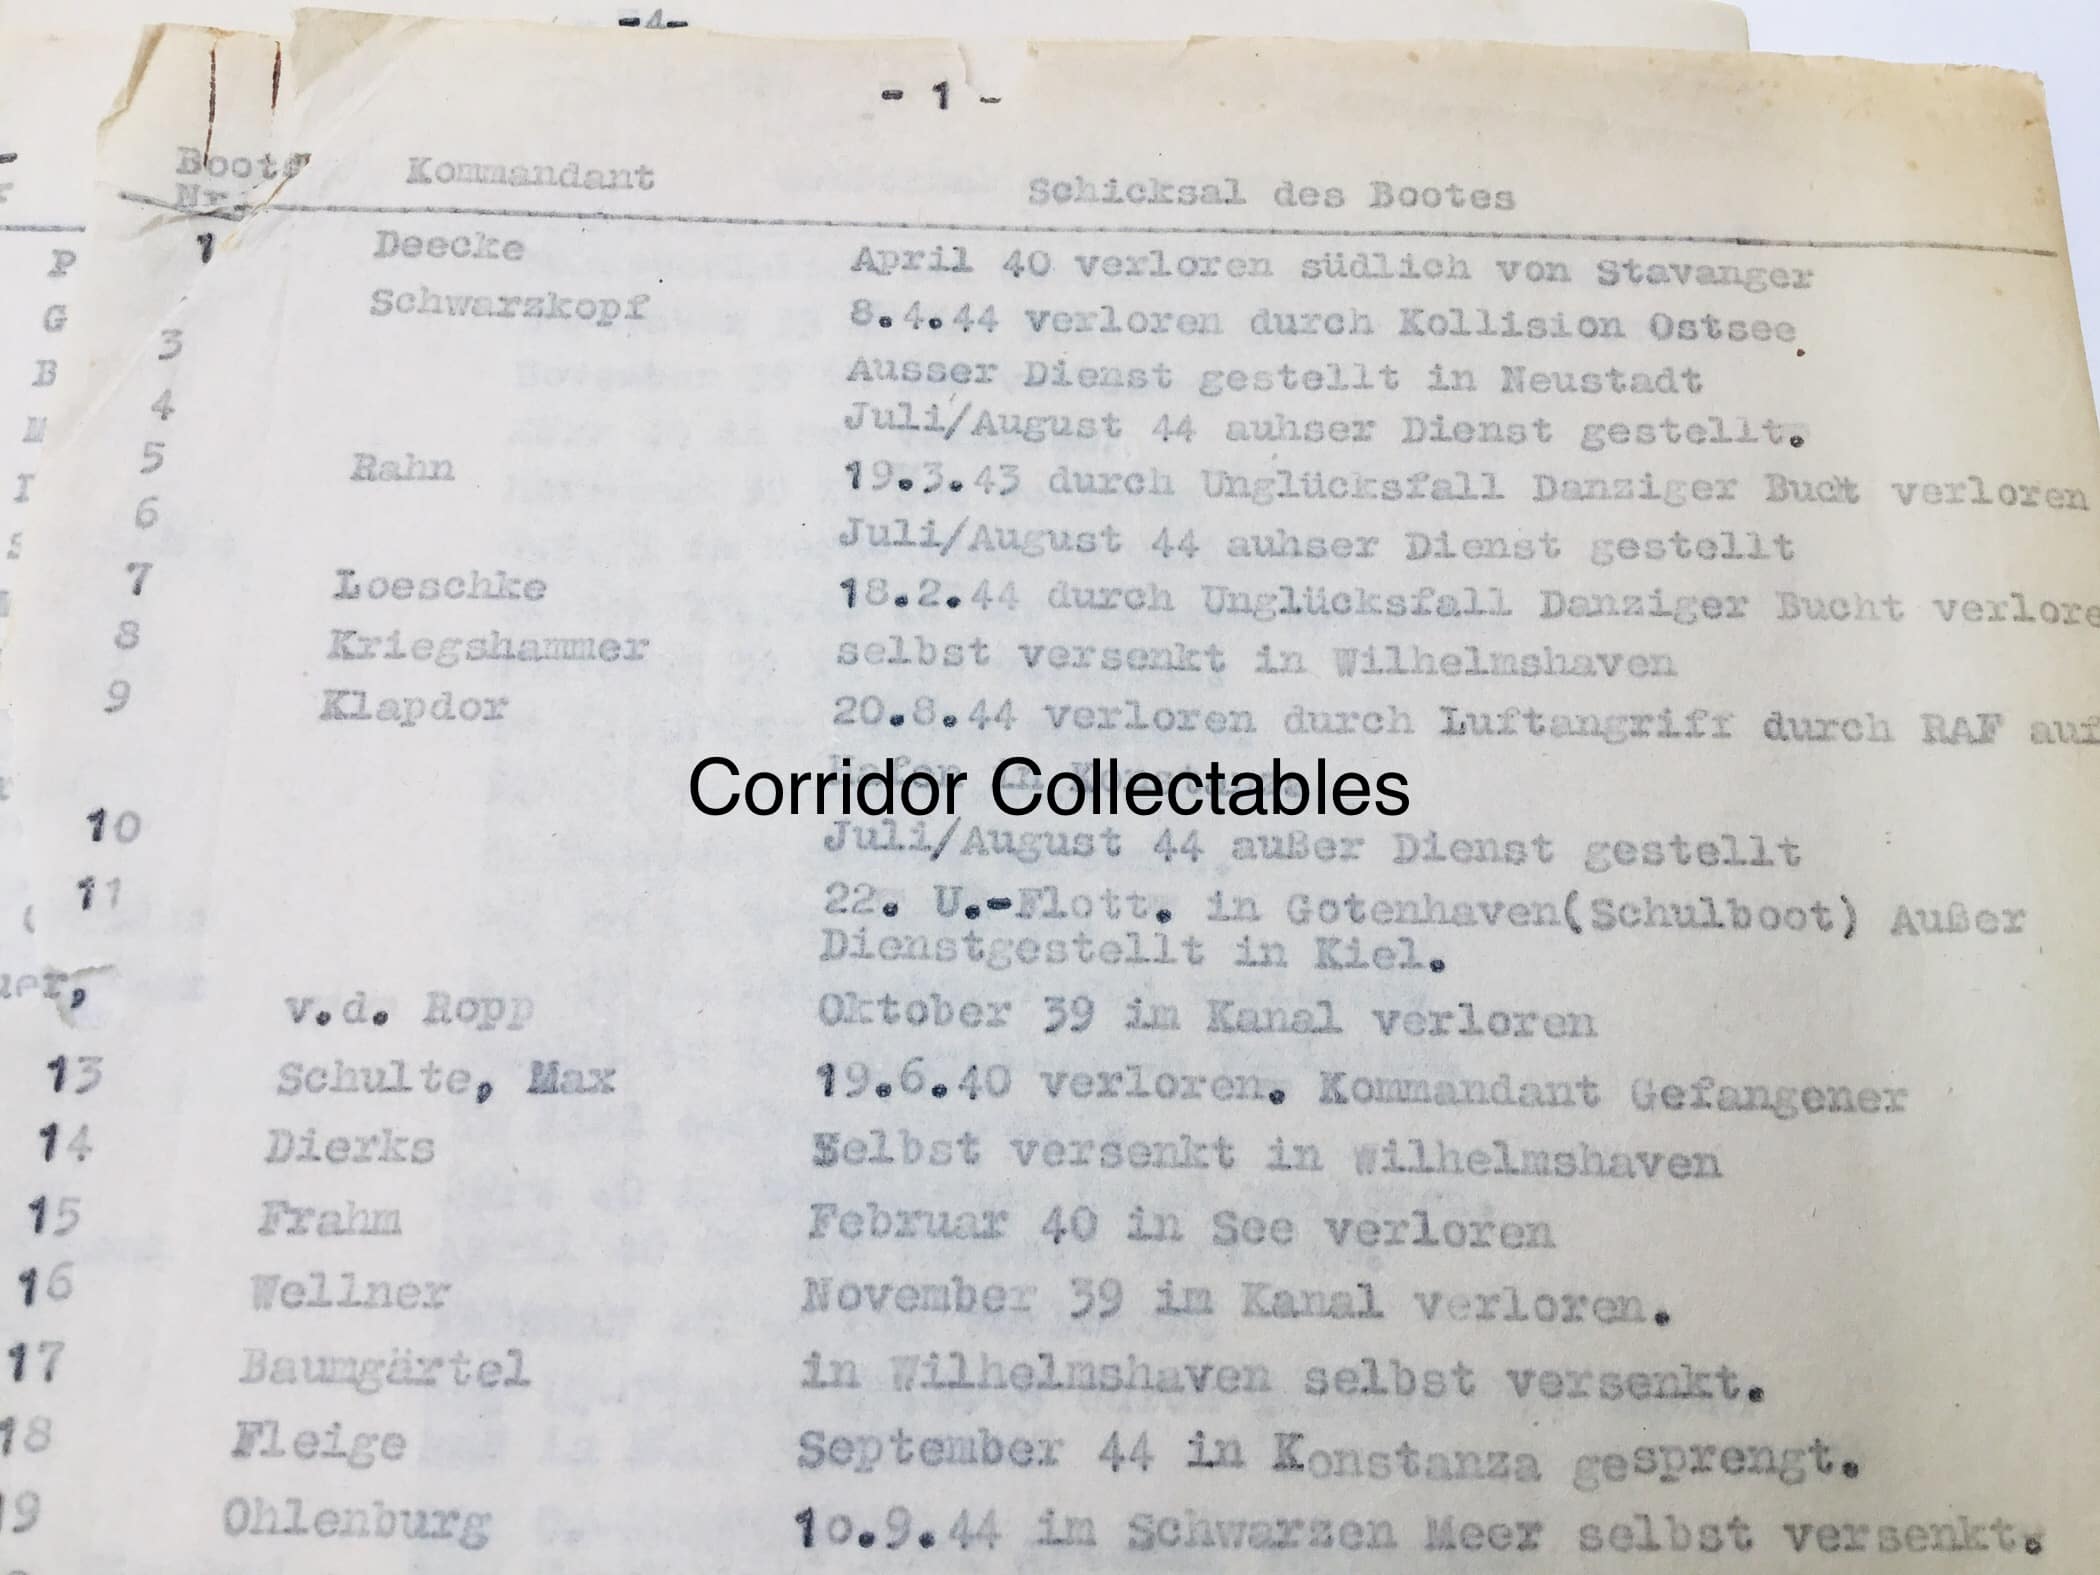 -4-
- 1 -
Boots Nr. Kommandant Schicksal des Bootes
1 Deecke April 40 verloren südlich von Stavanger
Schwarzkopf 8.4.44 verloren durch Kollision Ostsee
3 Ausser Dienst gestellt in Neustadt
4 Juli/August 44 auhser Dienst gestellt.
5 Rahn 19.3.43 durch Unglücksfall Danziger Bucht verloren
6 Juli/August 44 auhser Dienst gestellt
7 Loeschke 18.2.44 durch Unglücksfall Danziger Bucht verlore
8 Kriegshammer selbst versenkt in Wilhelmshaven
9 Klapdor 20.8.44 verloren durch Luftangriff durch RAF auf
Hafen in
Corridor Collectables
10 Juli/August 44 außer Dienst gestellt
11 22. U.-Flott. in Gotenhaven(Schulboot) Außer
Dienstgestellt in Kiel.
v.d. Ropp Oktober 39 im Kanal verloren
13 Schulte, Max 19.6.40 verloren. Kommandant Gefangener
14 Dierks Selbst versenkt in Wilhelmshaven
15 Frahm Februar 40 in See verloren
16 Wellner November 39 im Kanal verloren.
17 Baumgärtel in Wilhelmshaven selbst versenkt.
18 Fleige September 44 in Konstanza gesprengt.
19 Ohlenburg 1o.9.44 im Schwarzen Meer selbst versenkt.
P
G
B
M
I
S
uer,